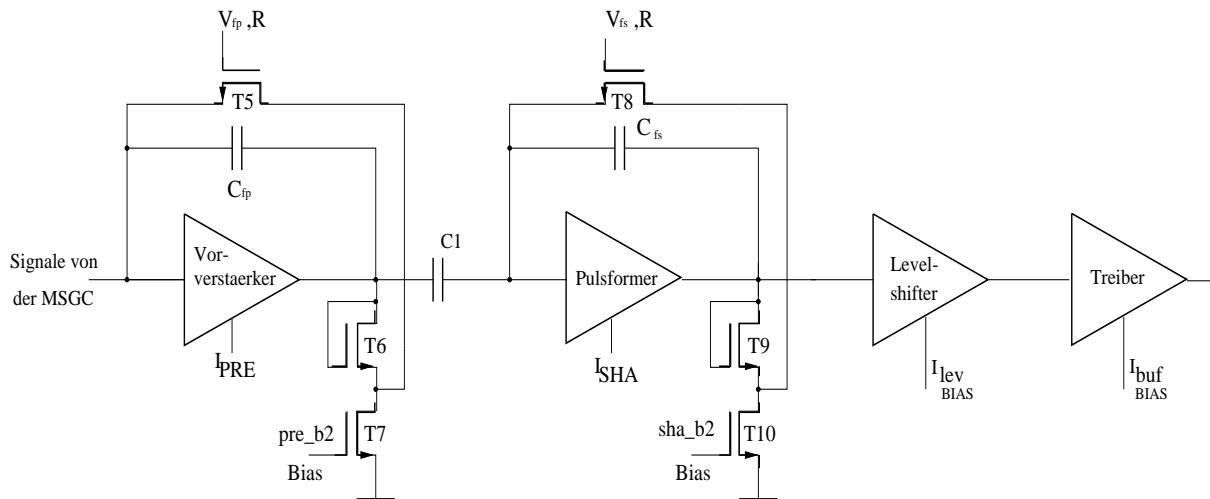 V_fp ,R
V_fs ,R
T5
T8
C_fs
C_fp
Signale von
der MSGC
Vor-
verstaerker
C1
Pulsformer
Level-
shifter
Treiber
I_PRE
T6
I_SHA
T9
I_lev
BIAS
I_buf
BIAS
pre_b2
T7
Bias
sha_b2
T10
Bias